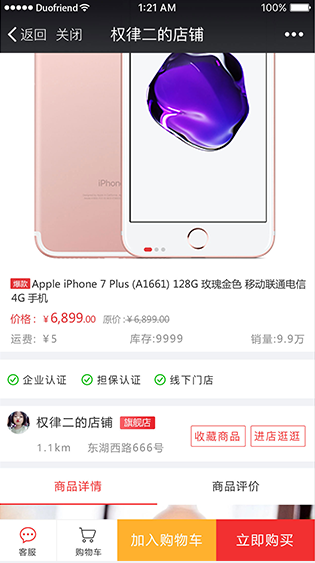 Duofriend 1:21 AM 22%
返回 关闭 权律二的店铺
iPhone
爆款 Apple iPhone 7 Plus (A1661) 128G 玫瑰金色 移动联通电信
4G 手机
价格：￥6,899.00 原价：￥6,899.00
运费：￥5 库存:9999 销量:9.9万
企业认证 担保认证 线下门店
权律二的店铺 旗舰店
收藏商品 进店逛逛
1.1km 东湖西路666号
商品详情 商品评价
客服 购物车 加入购物车 立即购买